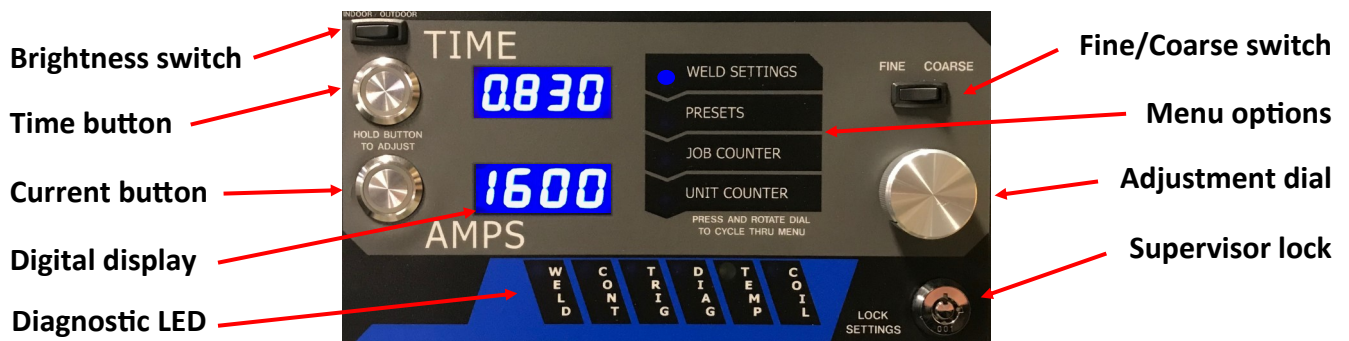 Brightness switch
Time button
Current button
Digital display
Diagnostic LED
INDOOR / OUTDOOR
TIME
0.830
HOLD BUTTON
TO ADJUST
1600
AMPS
WELD SETTINGS
PRESETS
JOB COUNTER
UNIT COUNTER
PRESS AND ROTATE DIAL
TO CYCLE THRU MENU
FINE COARSE
WELD
CONT
TRIG
DIAG
TEMP
COIL
LOCK
SETTINGS
Fine/Coarse switch
Menu options
Adjustment dial
Supervisor lock